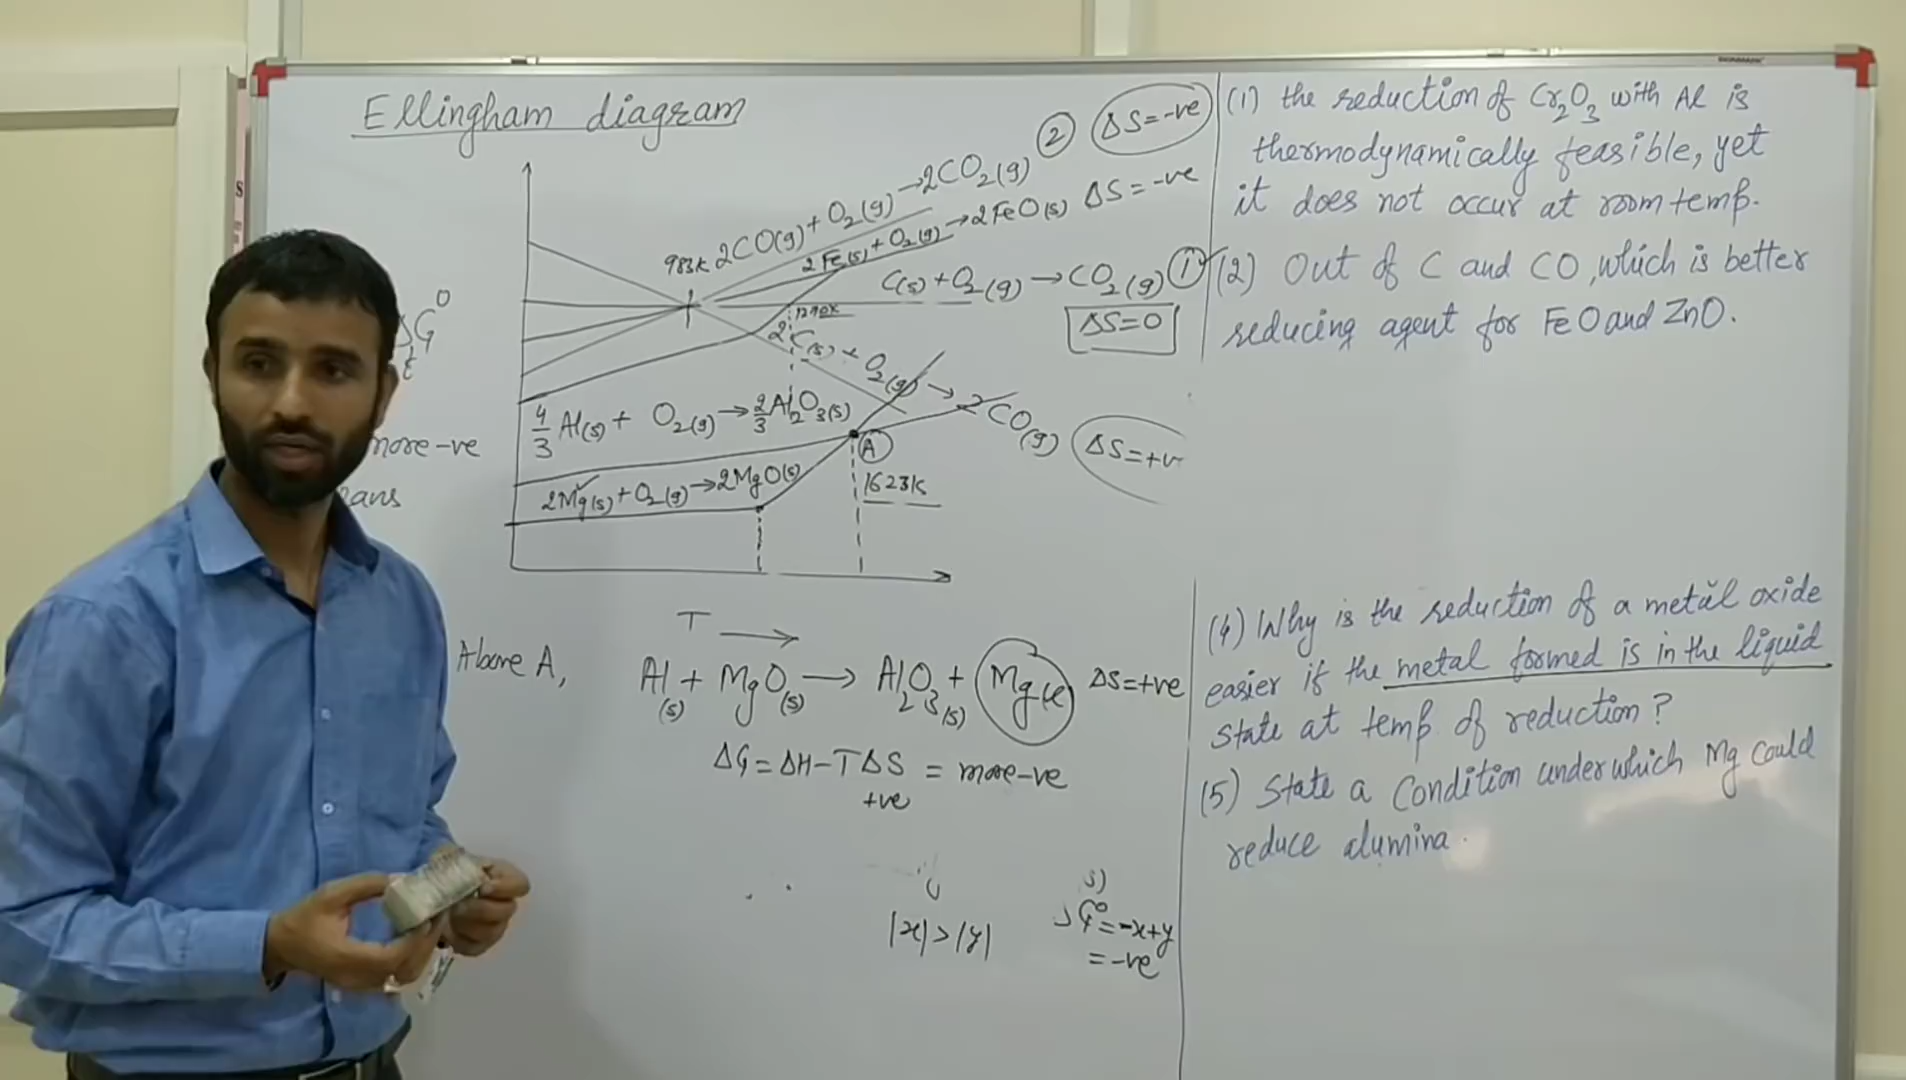 Ellingham diagram
2 ΔS=-ve
2CO(g)+O2(g)→2CO2(g)
983K
2Fe(s)+O2(g)→2FeO(s) ΔS=-ve
C(s)+O2(g)→CO2(g) 1
ΔS=0
2C(s)+O2(g)→2CO(g)
ΔS=+v
4/3 Al(s)+O2(g)→2/3 Al2O3(s)
A
2Mg(s)+O2(g)→2MgO(s)
1623K
G0
more-ve
T→
Above A, Al(s)+MgO(s)→Al2O3(s)+Mg(l) ΔS=+ve
ΔG=ΔH-TΔS=more-ve
+ve
|x|>|y|
G0=-x+y
=-ve
(1) the reduction of Cr2O3 with Al is
thermodynamically feasible, yet
it does not occur at room temp.
(2) Out of C and CO, which is better
reducing agent for FeO and ZnO.
(4) Why is the reduction of a metal oxide
easier if the metal formed is in the liquid
state at temp of reduction?
(5) State a Condition under which Mg could
reduce alumina.